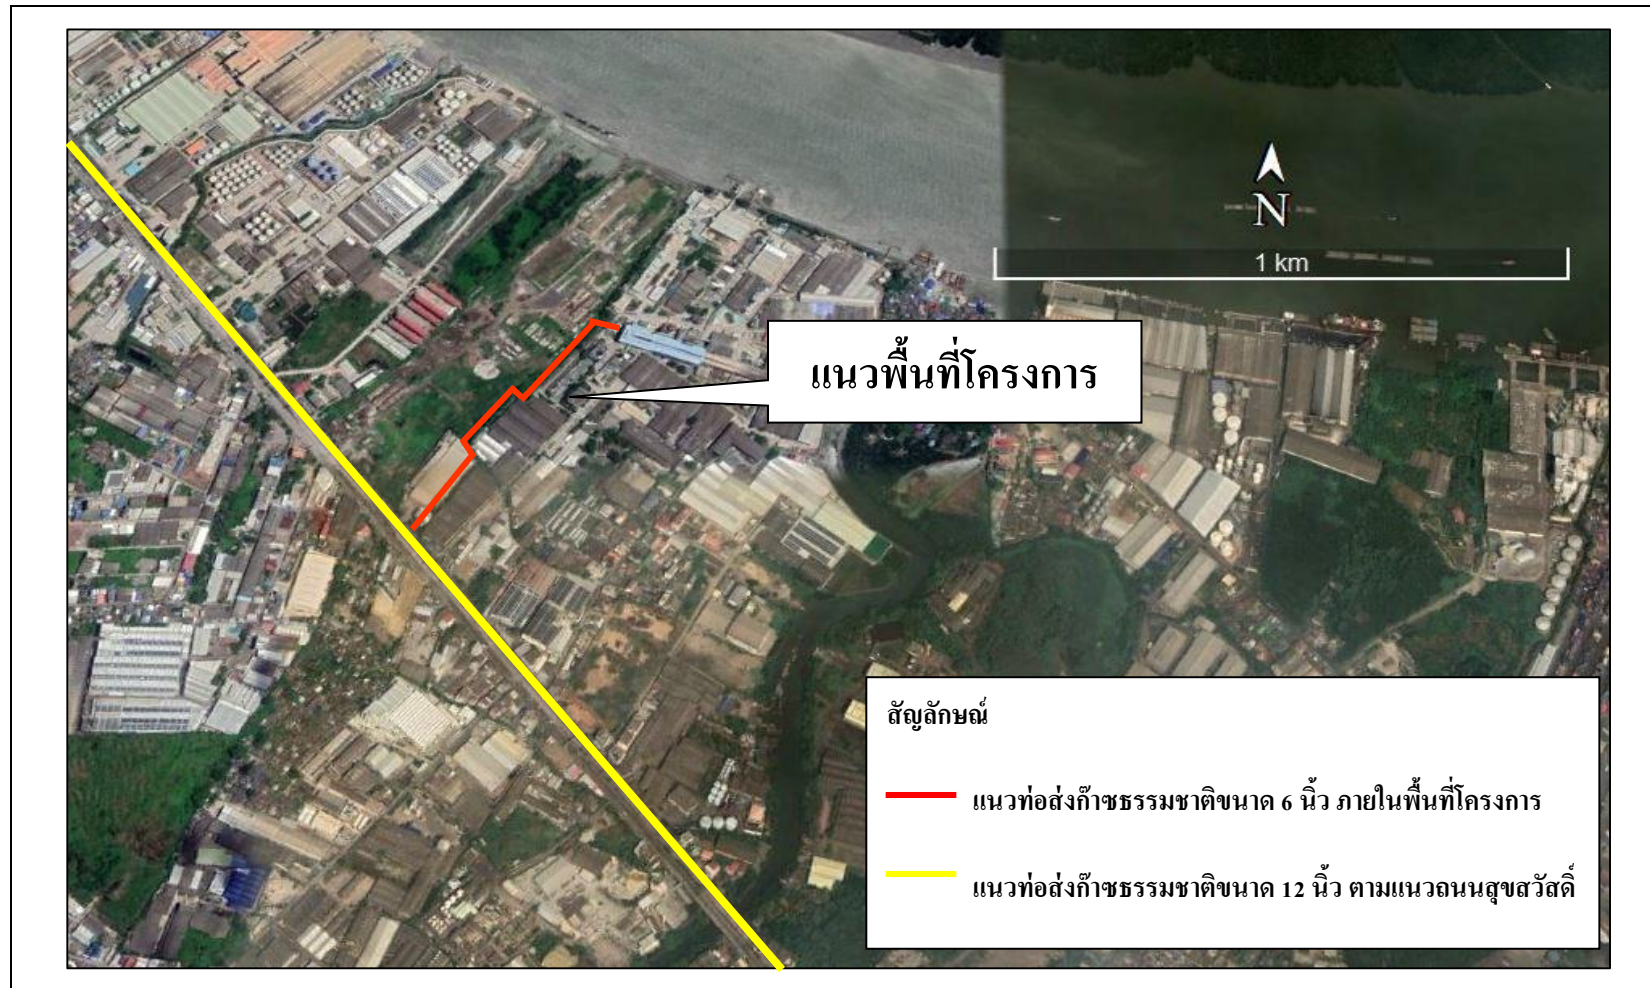 N
1 km
แนวพื้นที่โครงการ
สัญลักษณ์
แนวท่อส่งก๊าซธรรมชาติขนาด 6 นิ้ว ภายในพื้นที่โครงการ
แนวท่อส่งก๊าซธรรมชาติขนาด 12 นิ้ว ตามแนวถนนสุขสวัสดิ์